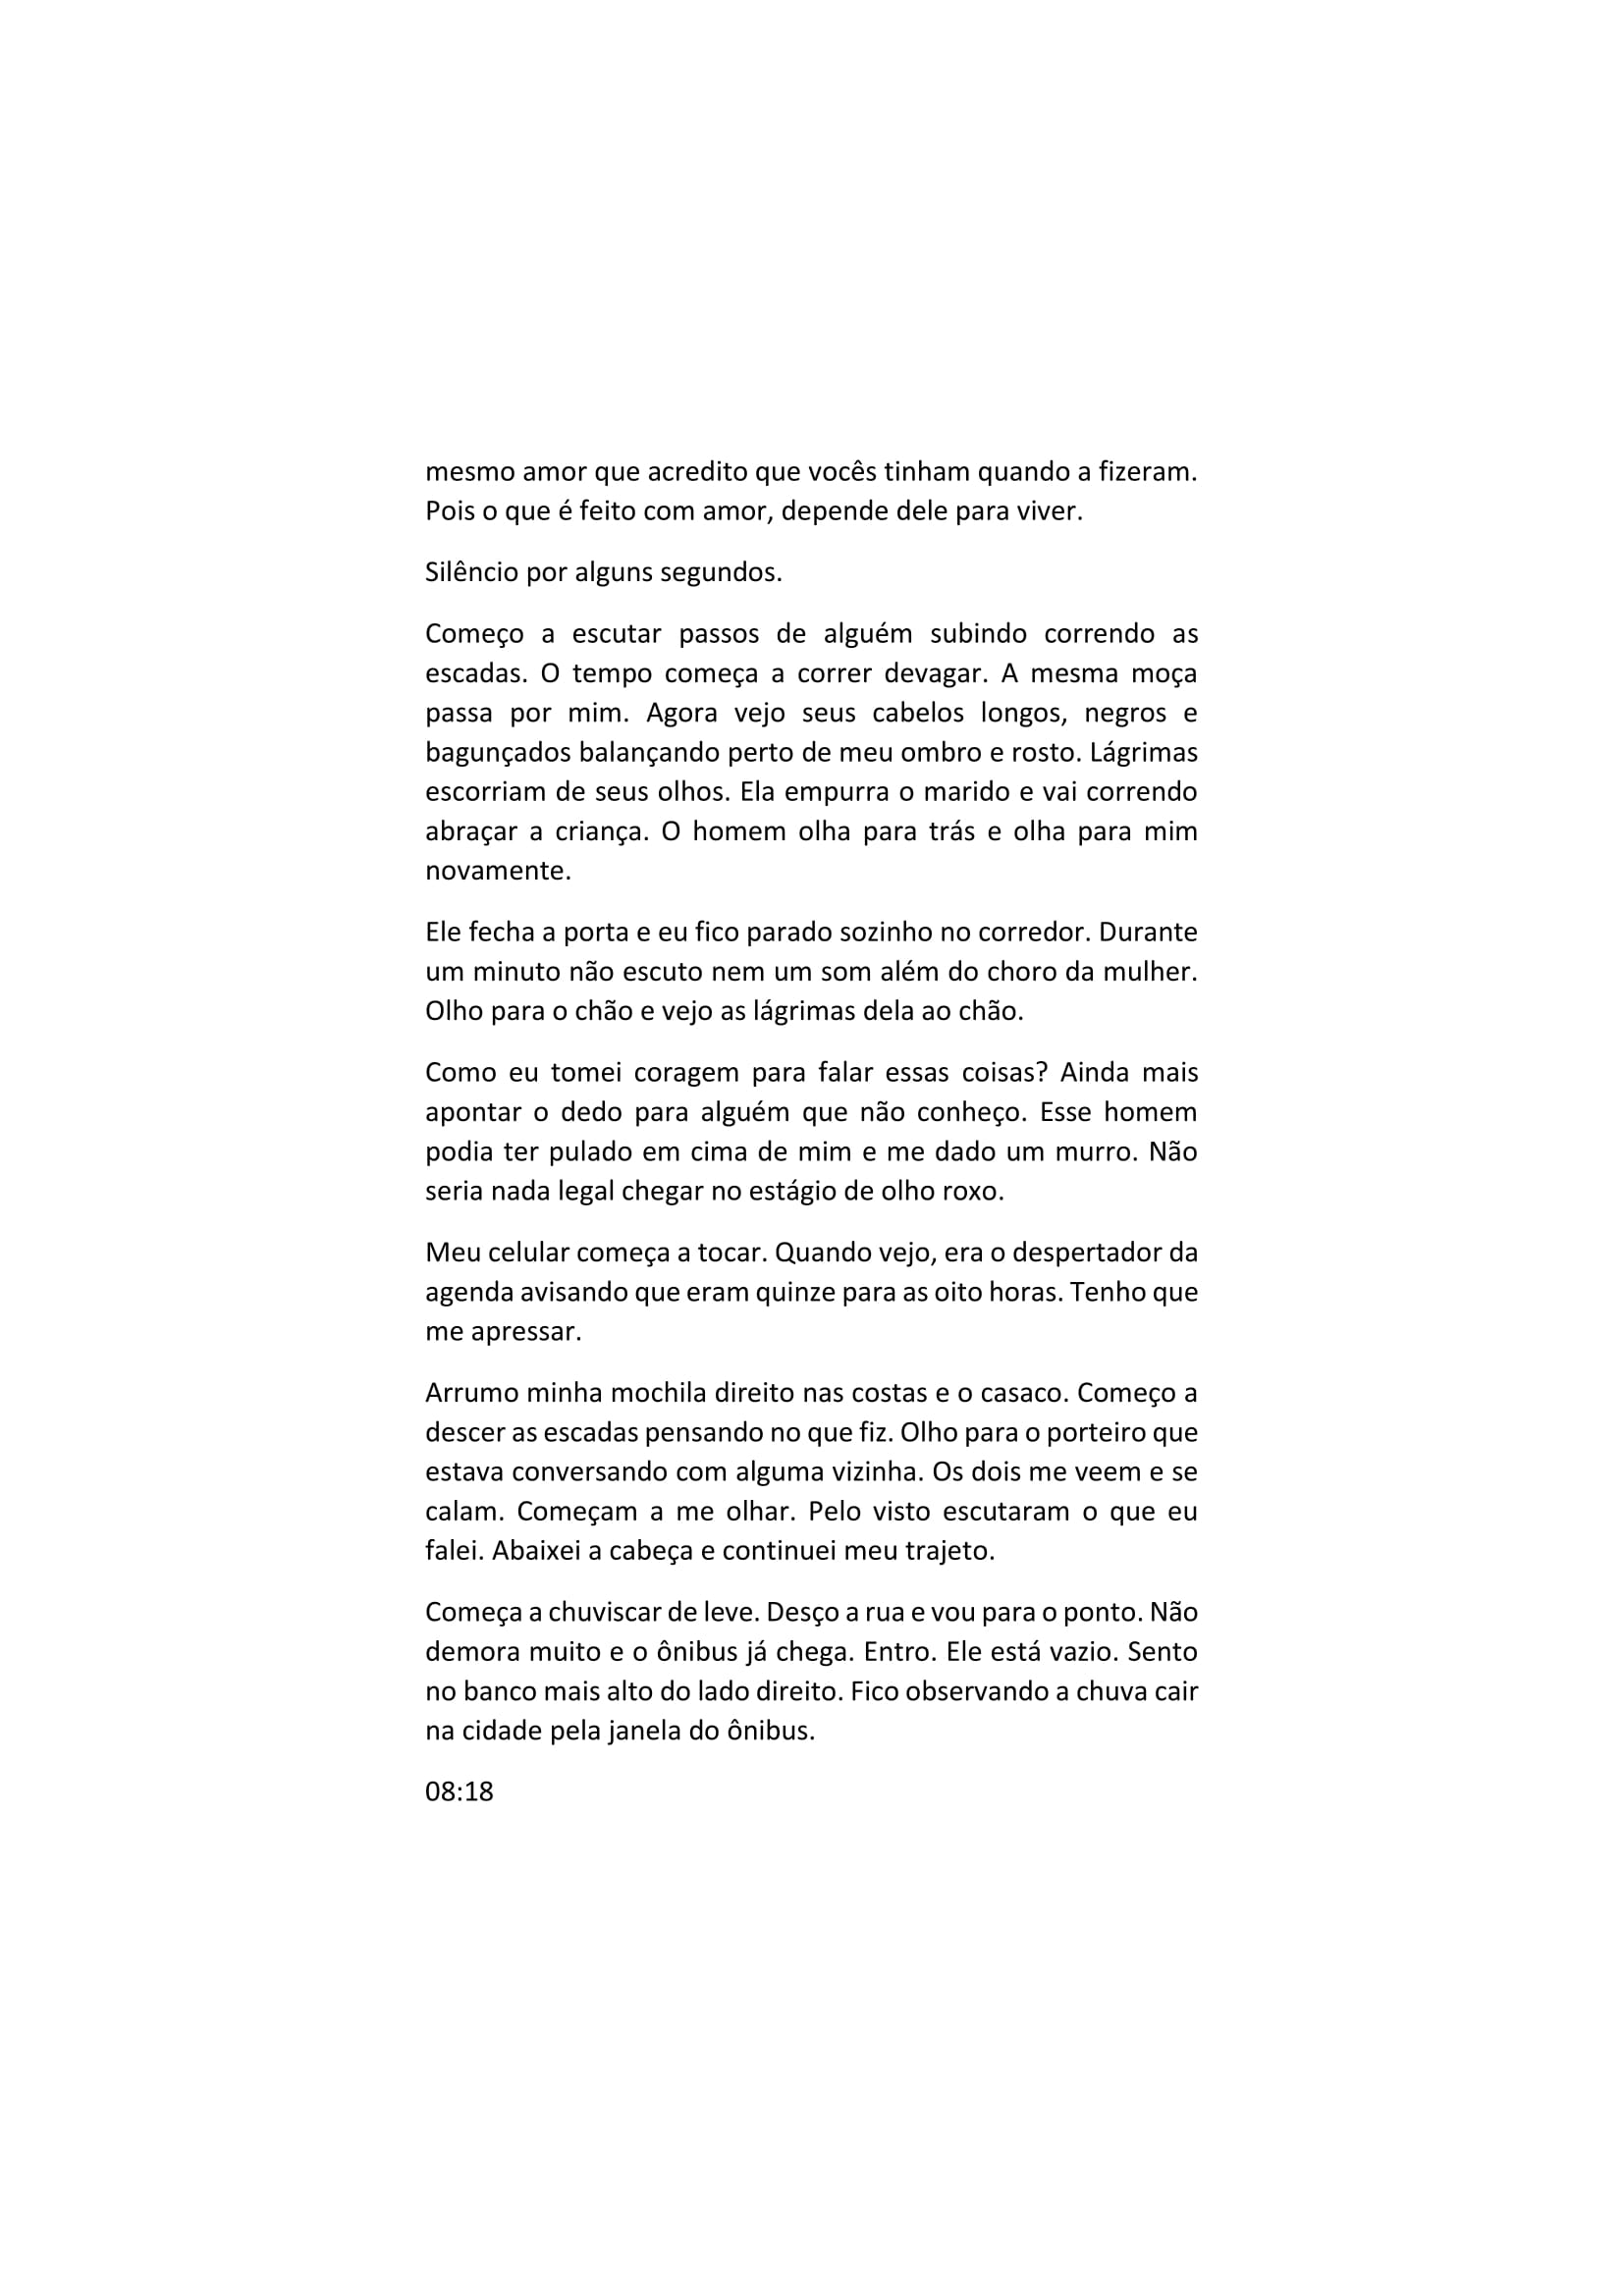 mesmo amor que acredito que vocês tinham quando a fizeram.
Pois o que é feito com amor, depende dele para viver.
Silêncio por alguns segundos.
Começo a escutar passos de alguém subindo correndo as
escadas. O tempo começa a correr devagar. A mesma moça
passa por mim. Agora vejo seus cabelos longos, negros e
bagunçados balançando perto de meu ombro e rosto. Lágrimas
escorriam de seus olhos. Ela empurra o marido e vai correndo
abraçar a criança. O homem olha para trás e olha para mim
novamente.
Ele fecha a porta e eu fico parado sozinho no corredor. Durante
um minuto não escuto nem um som além do choro da mulher.
Olho para o chão e vejo as lágrimas dela ao chão.
Como eu tomei coragem para falar essas coisas? Ainda mais
apontar o dedo para alguém que não conheço. Esse homem
podia ter pulado em cima de mim e me dado um murro. Não
seria nada legal chegar no estágio de olho roxo.
Meu celular começa a tocar. Quando vejo, era o despertador da
agenda avisando que eram quinze para as oito horas. Tenho que
me apressar.
Arrumo minha mochila direito nas costas e o casaco. Começo a
descer as escadas pensando no que fiz. Olho para o porteiro que
estava conversando com alguma vizinha. Os dois me veem e se
calam. Começam a me olhar. Pelo visto escutaram o que eu
falei. Abaixei a cabeça e continuei meu trajeto.
Começa a chuviscar de leve. Desço a rua e vou para o ponto. Não
demora muito e o ônibus já chega. Entro. Ele está vazio. Sento
no banco mais alto do lado direito. Fico observando a chuva cair
na cidade pela janela do ônibus.
08:18